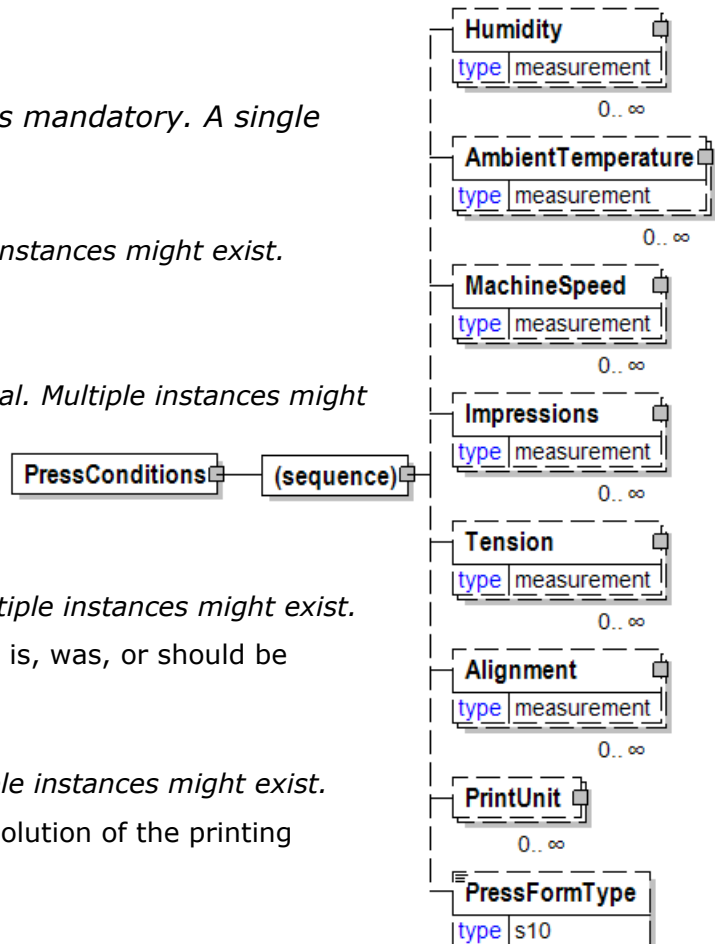 s mandatory. A single
nstances might exist.
al. Multiple instances might
tiple instances might exist.
is, was, or should be
le instances might exist.
olution of the printing
PressConditions
(sequence)
Humidity
type measurement
0.. ∞
AmbientTemperature
type measurement
0.. ∞
MachineSpeed
type measurement
0.. ∞
Impressions
type measurement
0.. ∞
Tension
type measurement
0.. ∞
Alignment
type measurement
0.. ∞
PrintUnit
0.. ∞
PressFormType
type s10